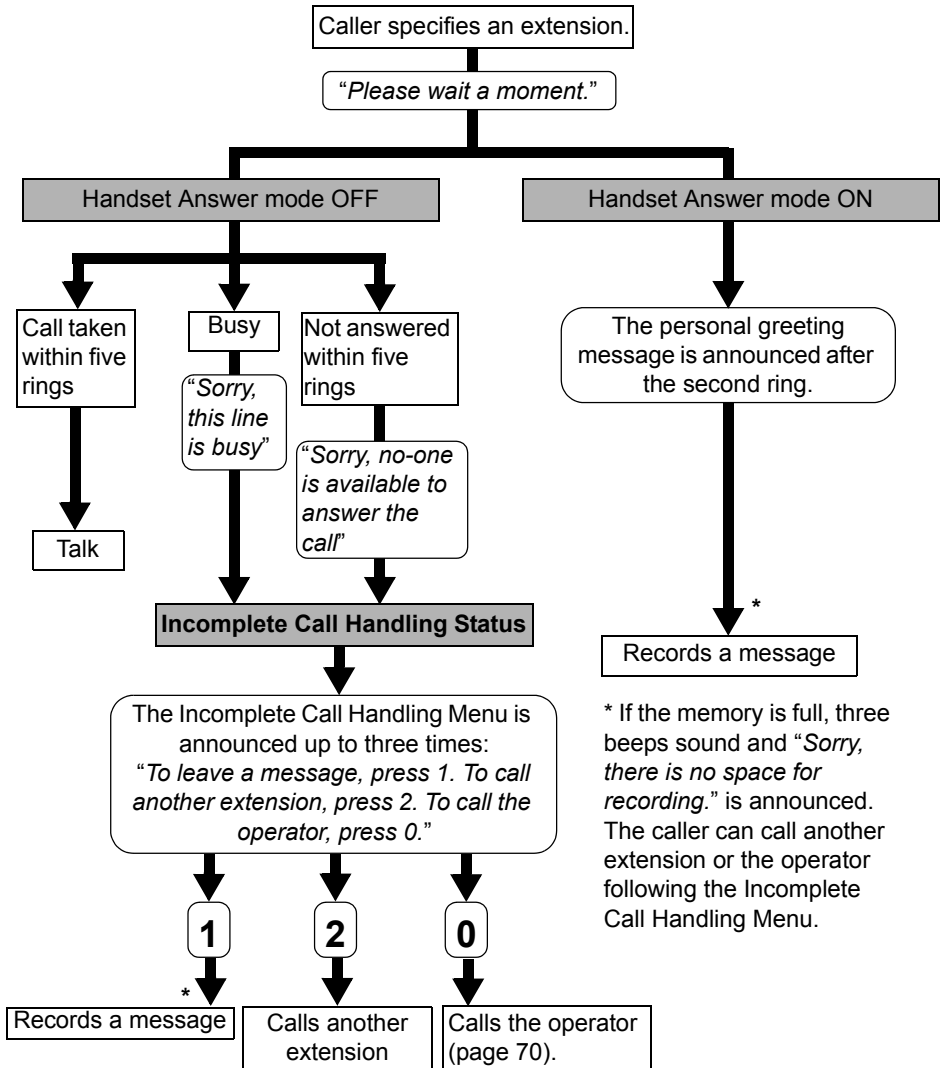 Caller specifies an extension.
“Please wait a moment.”
Handset Answer mode OFF
Handset Answer mode ON
Call taken
within five
rings
Busy
Not answered
within five
rings
The personal greeting
message is announced after
the second ring.
“Sorry,
this line
is busy”
“Sorry, no-one
is available to
answer the
call”
Talk
*
Incomplete Call Handling Status
Records a message
The Incomplete Call Handling Menu is
announced up to three times:
“To leave a message, press 1. To call
another extension, press 2. To call the
operator, press 0.”
* If the memory is full, three
beeps sound and “Sorry,
there is no space for
recording.” is announced.
The caller can call another
extension or the operator
following the Incomplete
Call Handling Menu.
1
2
0
*
Records a message
Calls another
extension
Calls the operator
(page 70).